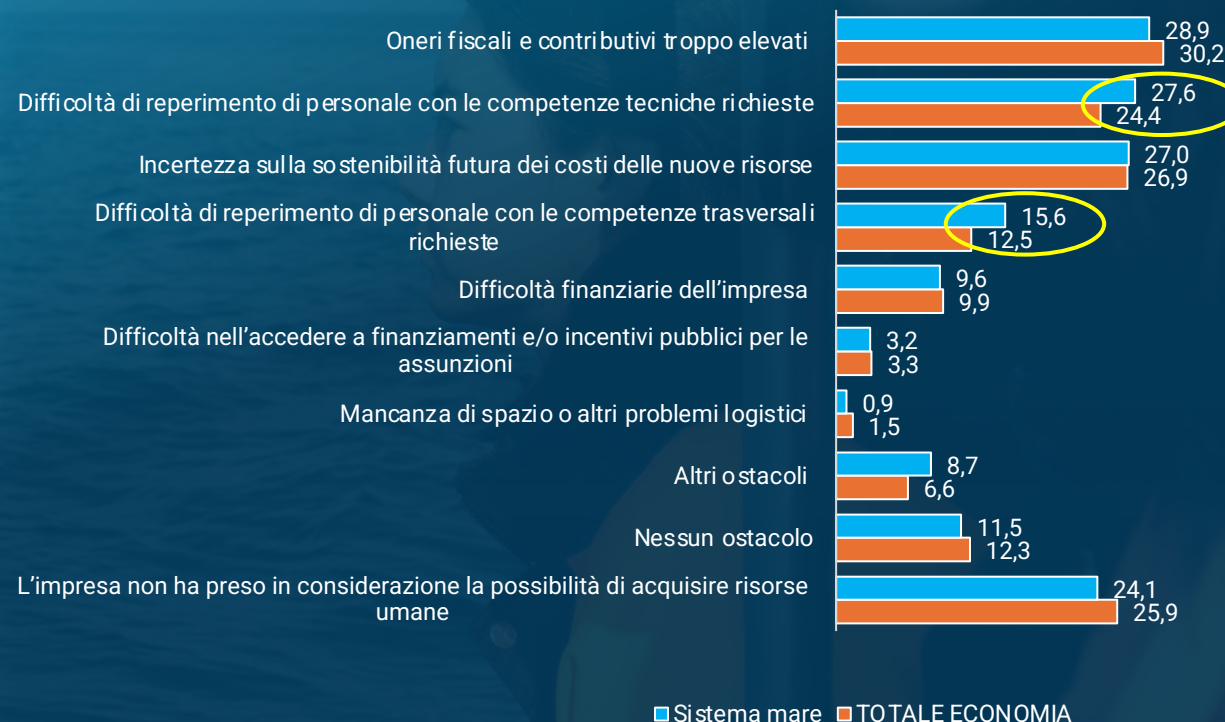 Oneri fiscali e contributivi troppo elevati
28,9
30,2
Difficoltà di reperimento di personale con le competenze tecniche richieste
27,6
24,4
Incertezza sulla sostenibilità futura dei costi delle nuove risorse
27,0
26,9
Difficoltà di reperimento di personale con le competenze trasversali
richieste
15,6
12,5
Difficoltà finanziarie dell’impresa
9,6
9,9
Difficoltà nell’accedere a finanziamenti e/o incentivi pubblici per le
assunzioni
3,2
3,3
Mancanza di spazio o altri problemi logistici
0,9
1,5
Altri ostacoli
8,7
6,6
Nessun ostacolo
11,5
12,3
L’impresa non ha preso in considerazione la possibilità di acquisire risorse
umane
24,1
25,9
Sistema mare TOTALE ECONOMIA